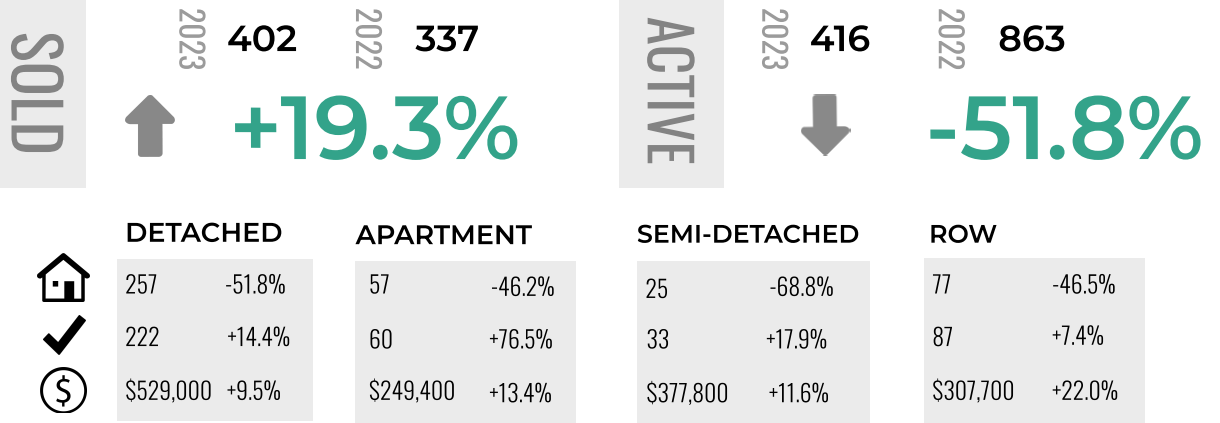 SOLD
2023 402 2022 337
+19.3%
ACTIVE
2023 416 2022 863
-51.8%
DETACHED
257 -51.8%
222 +14.4%
$529,000 +9.5%
APARTMENT
57 -46.2%
60 +76.5%
$249,400 +13.4%
SEMI-DETACHED
25 -68.8%
33 +17.9%
$377,800 +11.6%
ROW
77 -46.5%
87 +7.4%
$307,700 +22.0%
$